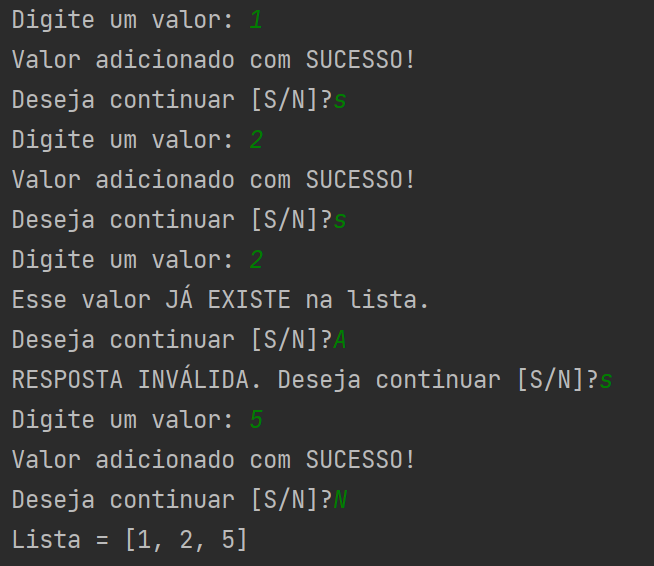 Digite um valor: 1
Valor adicionado com SUCESSO!
Deseja continuar [S/N]?s
Digite um valor: 2
Valor adicionado com SUCESSO!
Deseja continuar [S/N]?s
Digite um valor: 2
Esse valor JÁ EXISTE na lista.
Deseja continuar [S/N]?A
RESPOSTA INVÁLIDA. Deseja continuar [S/N]?s
Digite um valor: 5
Valor adicionado com SUCESSO!
Deseja continuar [S/N]?N
Lista = [1, 2, 5]